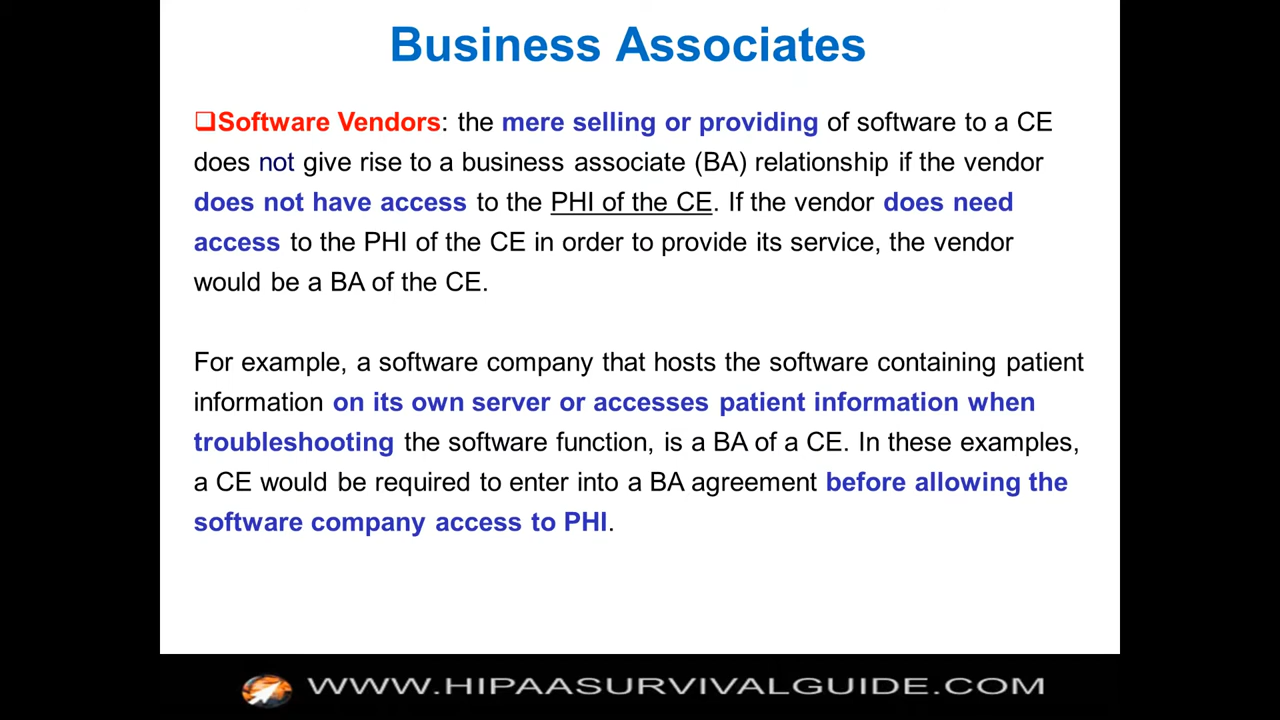 Business Associates
❑Software Vendors: the mere selling or providing of software to a CE
does not give rise to a business associate (BA) relationship if the vendor
does not have access to the PHI of the CE. If the vendor does need
access to the PHI of the CE in order to provide its service, the vendor
would be a BA of the CE.
For example, a software company that hosts the software containing patient
information on its own server or accesses patient information when
troubleshooting the software function, is a BA of a CE. In these examples,
a CE would be required to enter into a BA agreement before allowing the
software company access to PHI.
WWW.HIPAASURVIVALGUIDE.COM